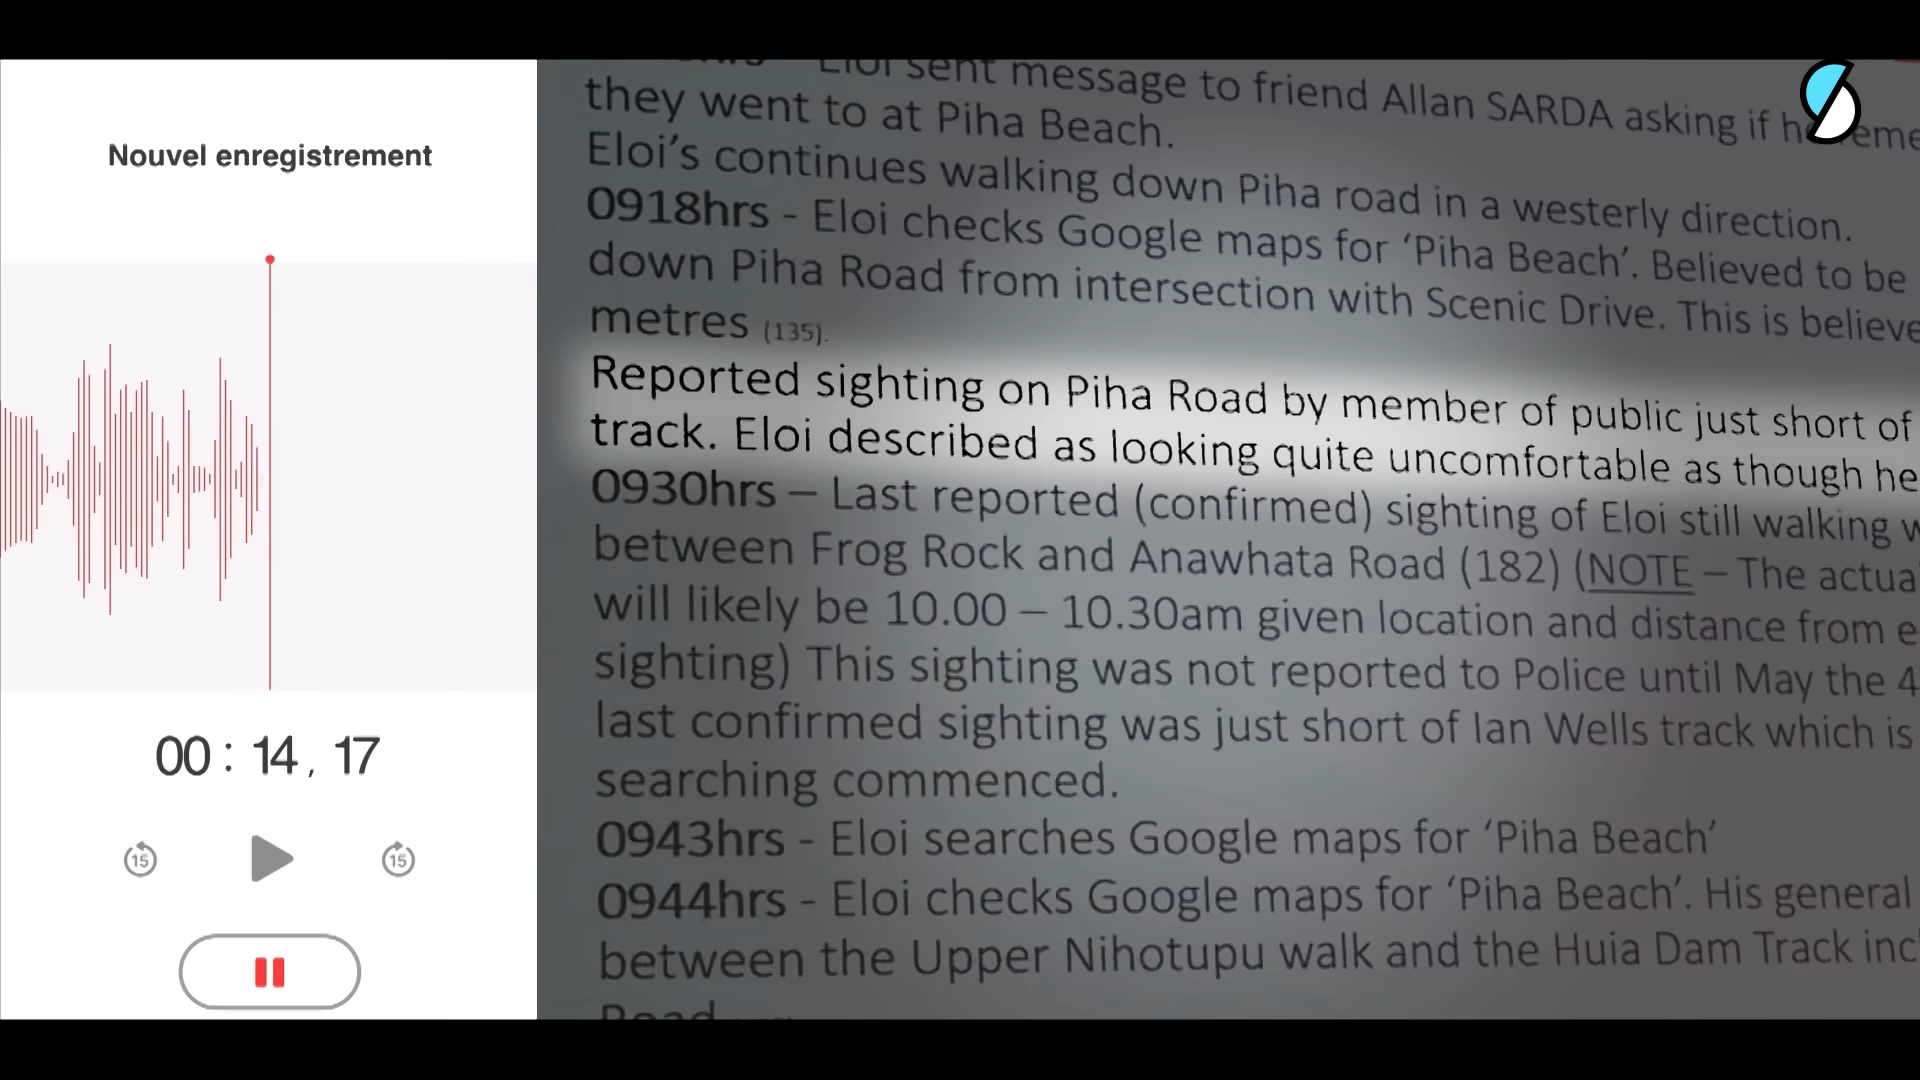 Nouvel enregistrement
00 : 14 , 17
15
15
Eloi sent message to friend Allan SARDA asking if he
they went to at Piha Beach.
Eloi's continues walking down Piha road in a westerly direction.
0918hrs - Eloi checks Google maps for ‘Piha Beach’. Believed to be
down Piha Road from intersection with Scenic Drive. This is believe
metres (135).
Reported sighting on Piha Road by member of public just short of
track. Eloi described as looking quite uncomfortable as though he
0930hrs – Last reported (confirmed) sighting of Eloi still walking w
between Frog Rock and Anawhata Road (182) (NOTE – The actua
will likely be 10.00 – 10.30am given location and distance from e
sighting) This sighting was not reported to Police until May the 4
last confirmed sighting was just short of Ian Wells track which is
searching commenced.
0943hrs - Eloi searches Google maps for ‘Piha Beach’
0944hrs - Eloi checks Google maps for ‘Piha Beach’. His general
between the Upper Nihotupu walk and the Huia Dam Track inc
Road